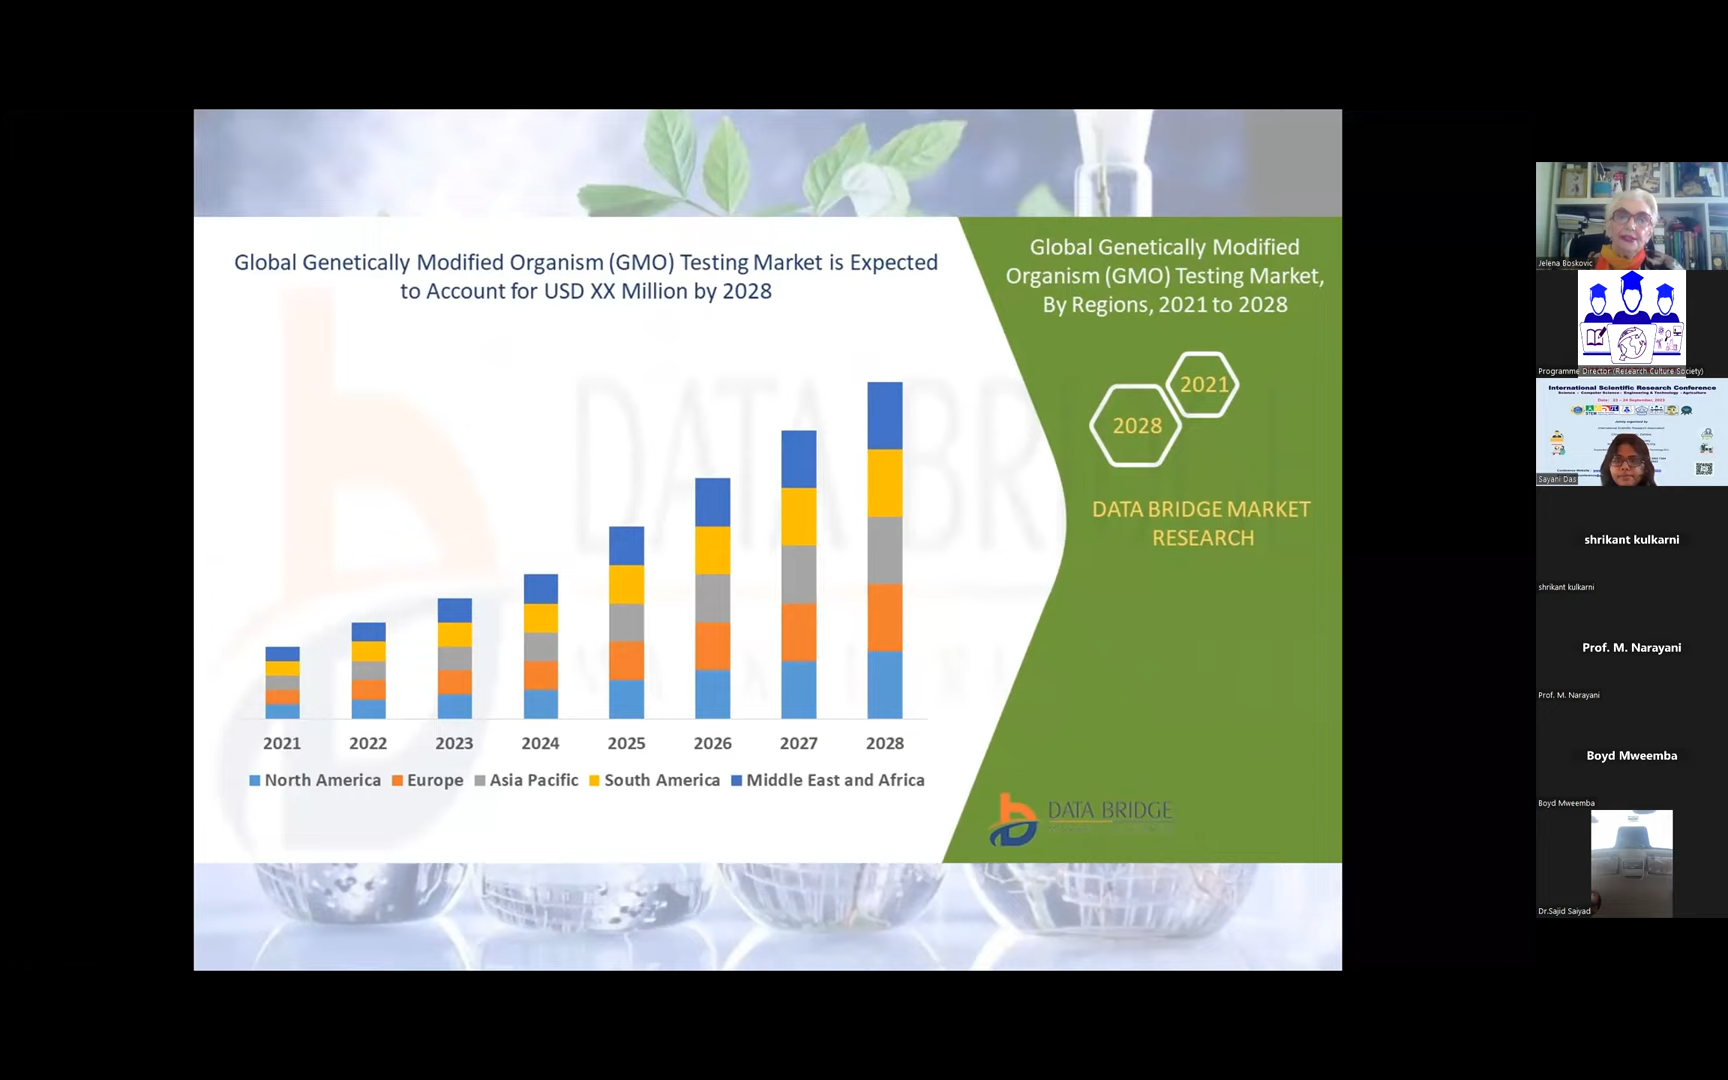 Global Genetically Modified Organism (GMO) Testing Market is Expected
to Account for USD XX Million by 2028
2021
2022
2023
2024
2025
2026
2027
2028
North America
Europe
Asia Pacific
South America
Middle East and Africa
Global Genetically Modified
Organism (GMO) Testing Market,
By Regions, 2021 to 2028
2021
2028
DATA BRIDGE MARKET
RESEARCH
DATA BRIDGE
Jelena Boskovic
Programme Director (Research Culture Society)
International Scientific Research Conference
Sayani Das
shrikant kulkarni
shrikant kulkarni
Prof. M. Narayani
Prof. M. Narayani
Boyd Mweemba
Boyd Mweemba
Dr.Sajid Saiyad